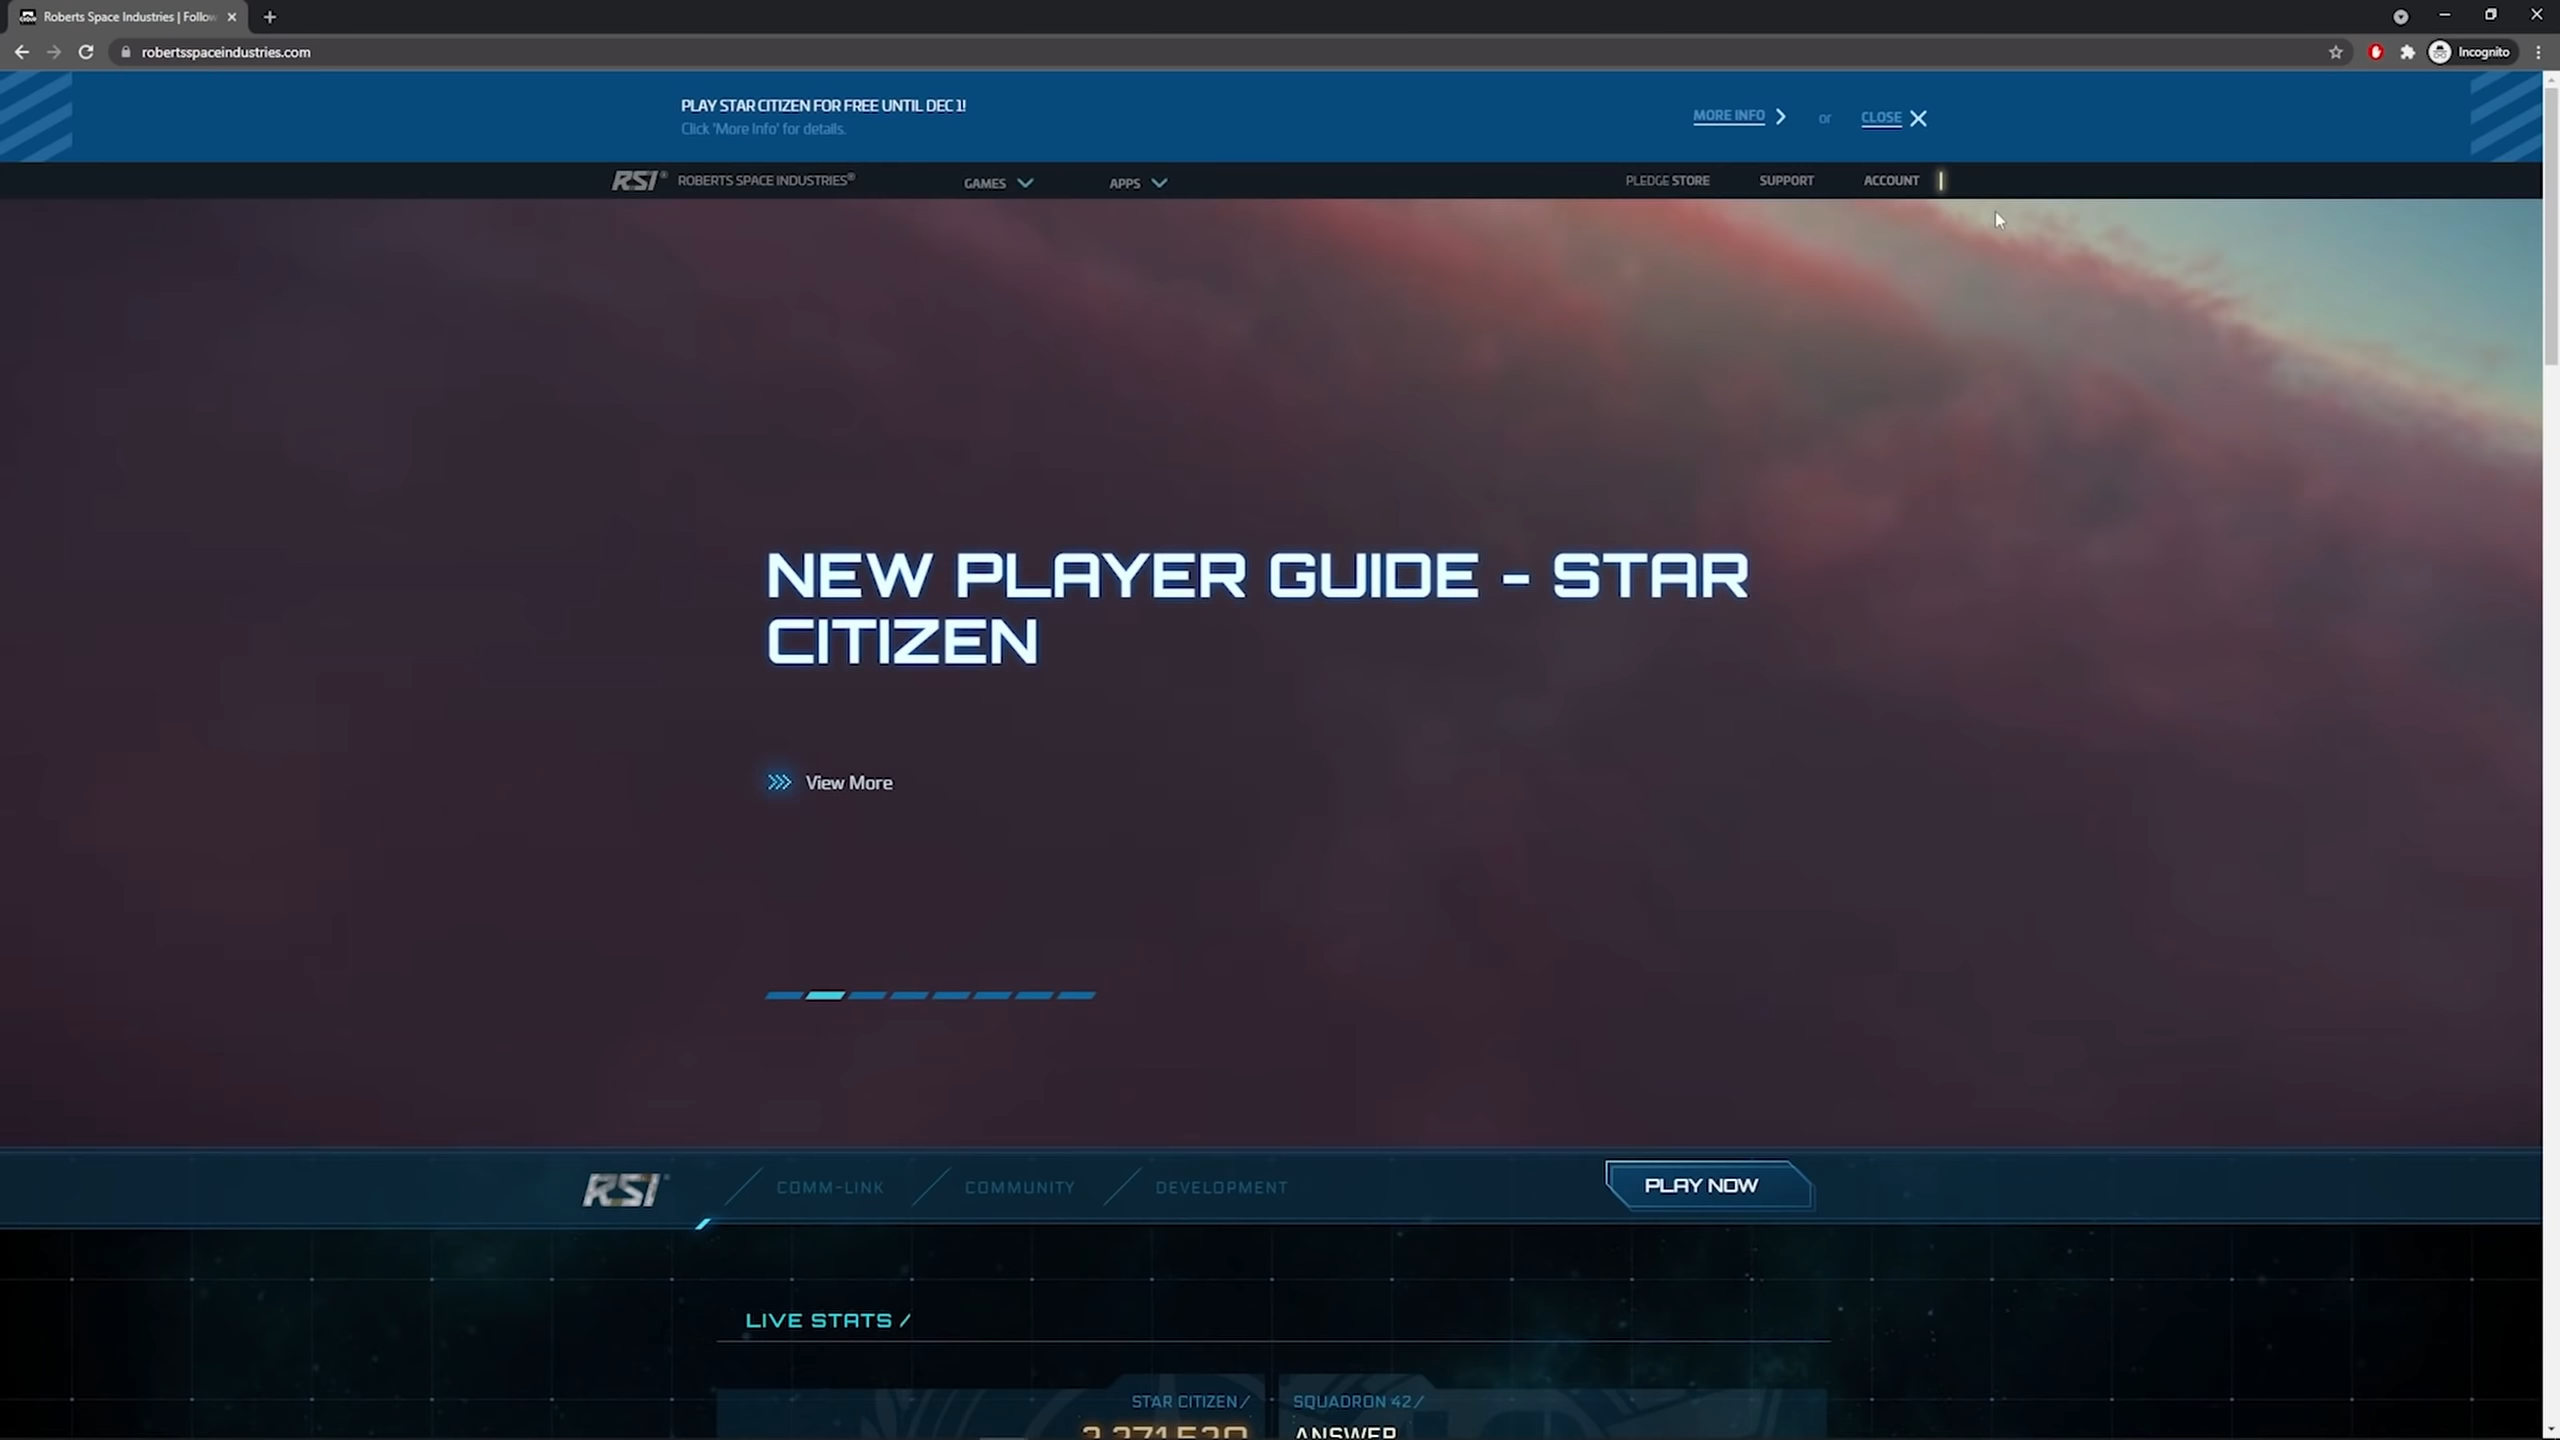 Roberts Space Industries | Follow
robertsspaceindustries.com
Incognito
PLAY STAR CITIZEN FOR FREE UNTIL DEC 1!
Click 'More Info' for details.
MORE INFO or CLOSE
RSI® ROBERTS SPACE INDUSTRIES® GAMES APPS PLEDGE STORE SUPPORT ACCOUNT
NEW PLAYER GUIDE - STAR
CITIZEN
View More
RSI COMM-LINK COMMUNITY DEVELOPMENT PLAY NOW
LIVE STATS /
STAR CITIZEN / SQUADRON 42 /
ANSWER